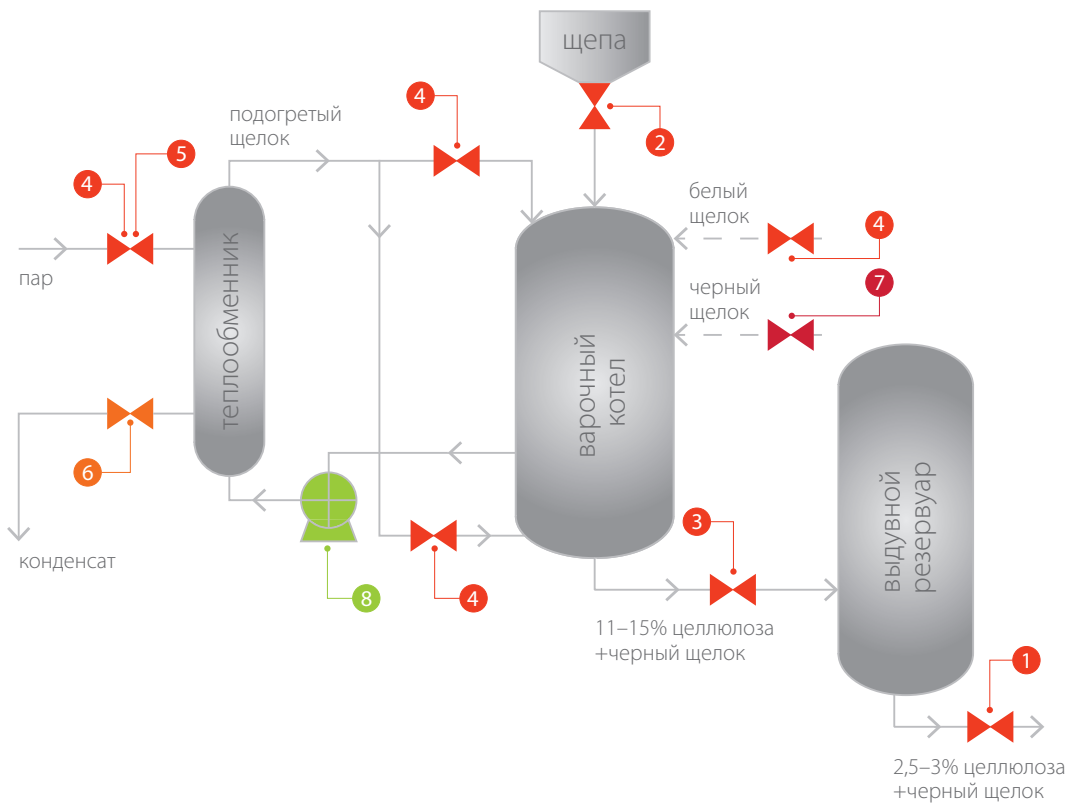 щепа
4
2
подогретый
щелок
5
4
белый
щелок
4
пар
7
черный
щелок
теплообменник
варочный
котел
6
выдувной
резервуар
3
конденсат
8
4
11–15% целлюлоза
+черный щелок
1
2,5–3% целлюлоза
+черный щелок